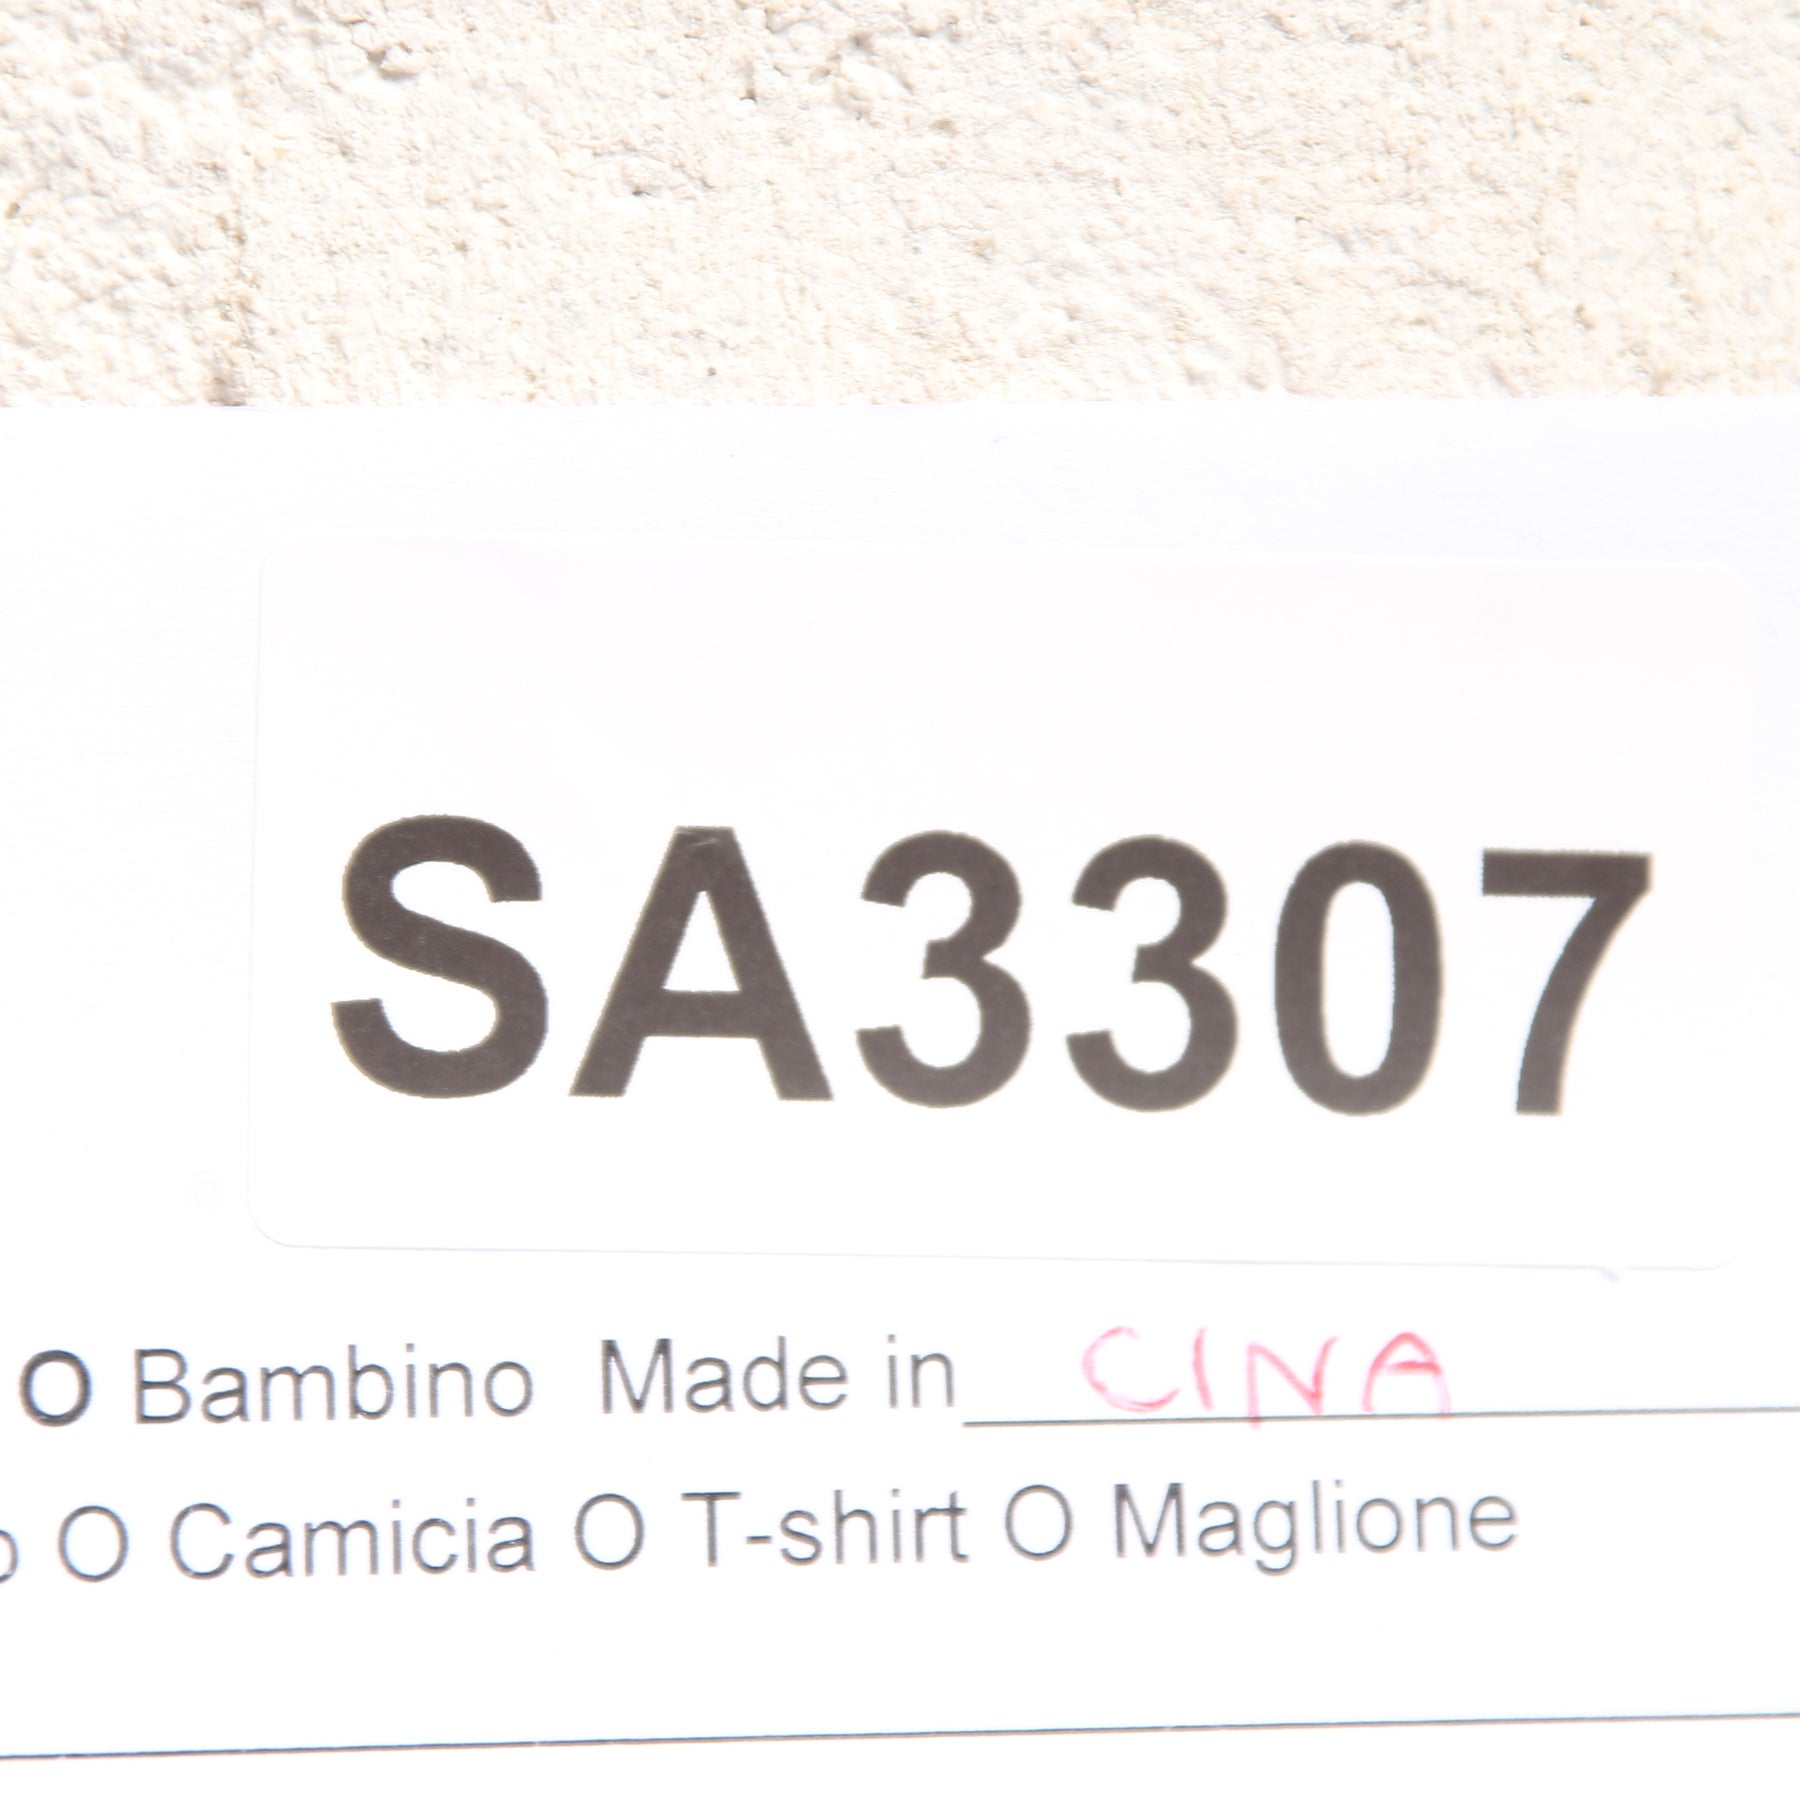 SA3307
O Bambino Made in CINA
O Camicia O T-shirt O Maglione